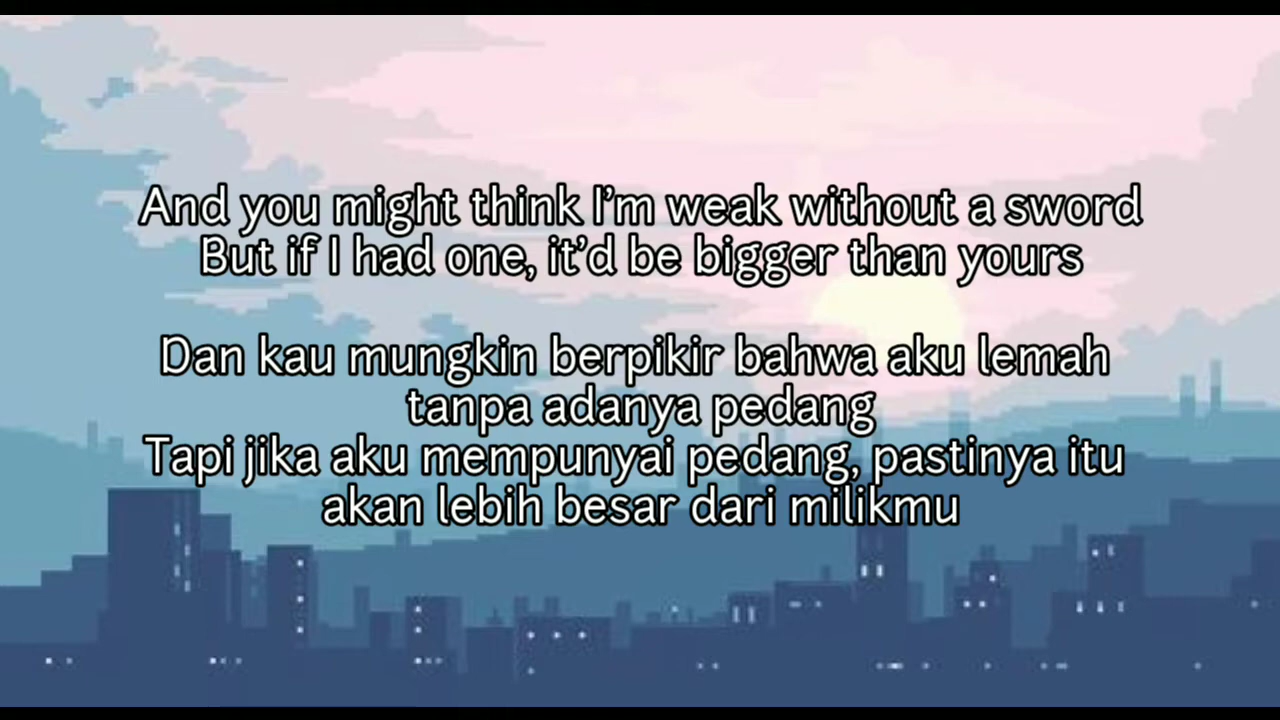 And you might think I'm weak without a sword
But if I had one, it'd be bigger than yours
Dan kau mungkin berpikir bahwa aku lemah
tanpa adanya pedang
Tapi jika aku mempunyai pedang, pastinya itu
akan lebih besar dari milikmu